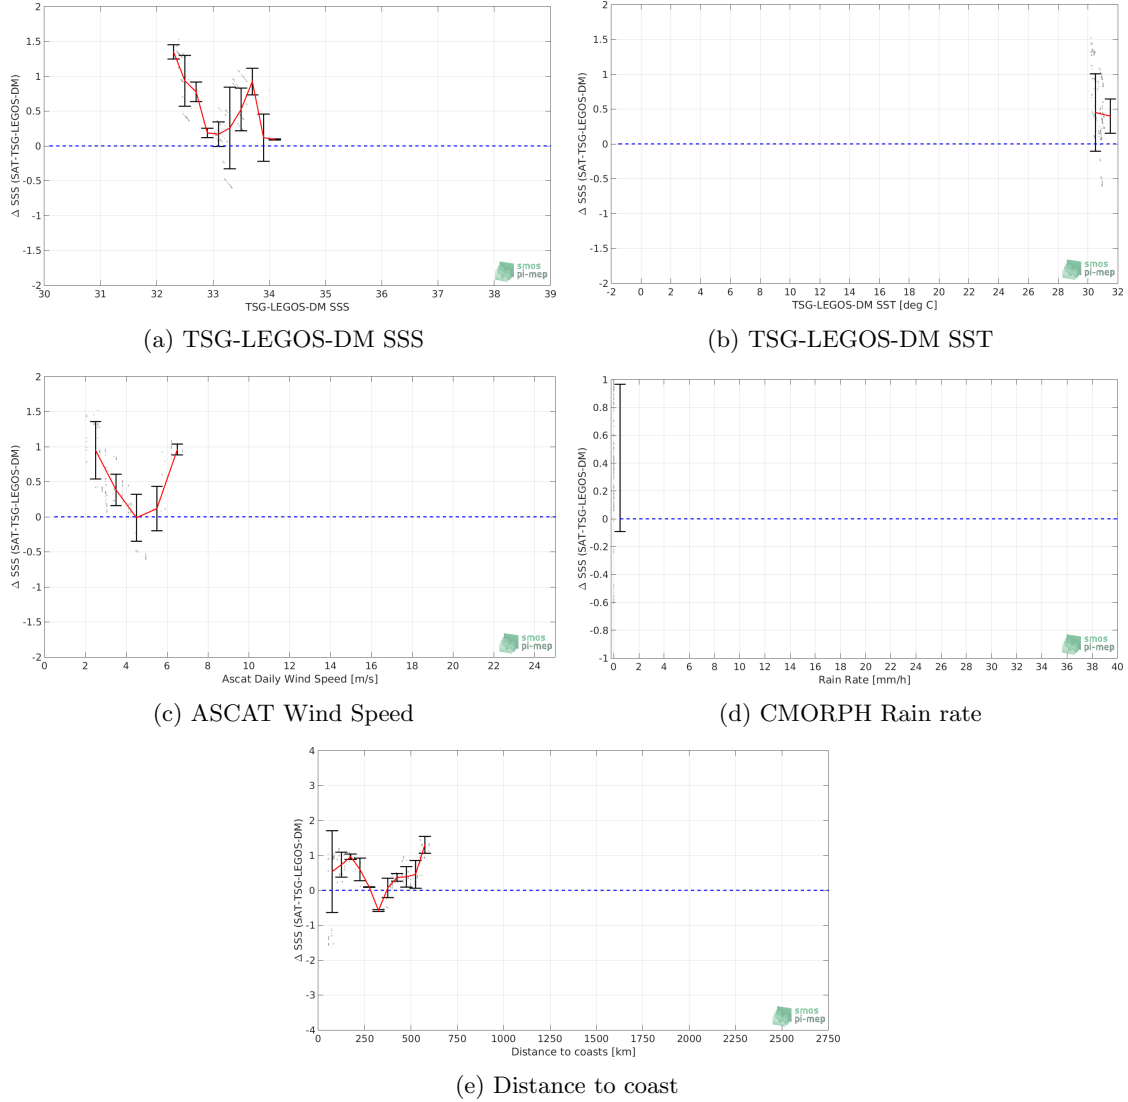 2
1.5
1
0.5
0
-0.5
-1
-1.5
-2
Δ SSS (SAT-TSG-LEGOS-DM)
30 31 32 33 34 35 36 37 38 39
TSG-LEGOS-DM SSS
smos
pi-mep
(a) TSG-LEGOS-DM SSS
2
1.5
1
0.5
0
-0.5
-1
-1.5
-2
Δ SSS (SAT-TSG-LEGOS-DM)
-2 0 2 4 6 8 10 12 14 16 18 20 22 24 26 28 30 32
TSG-LEGOS-DM SST [deg C]
smos
pi-mep
(b) TSG-LEGOS-DM SST
2
1.5
1
0.5
0
-0.5
-1
-1.5
-2
Δ SSS (SAT-TSG-LEGOS-DM)
0 2 4 6 8 10 12 14 16 18 20 22 24
Ascat Daily Wind Speed [m/s]
smos
pi-mep
(c) ASCAT Wind Speed
1
0.8
0.6
0.4
0.2
0
-0.2
-0.4
-0.6
-0.8
-1
Δ SSS (SAT-TSG-LEGOS-DM)
0 2 4 6 8 10 12 14 16 18 20 22 24 26 28 30 32 34 36 38 40
Rain Rate [mm/h]
smos
pi-mep
(d) CMORPH Rain rate
4
3
2
1
0
-1
-2
-3
-4
Δ SSS (SAT-TSG-LEGOS-DM)
0 250 500 750 1000 1250 1500 1750 2000 2250 2500 2750
Distance to coasts [km]
smos
pi-mep
(e) Distance to coast